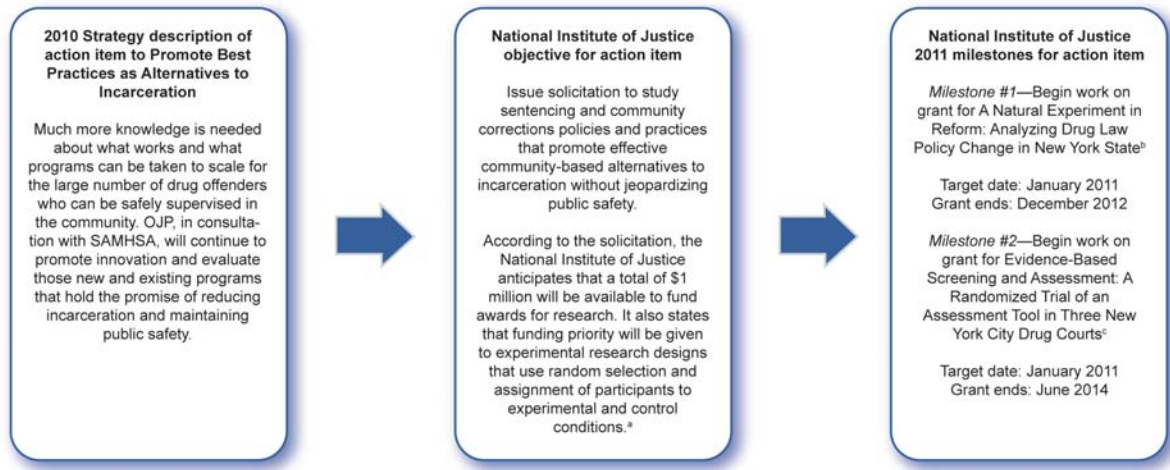 2010 Strategy description of
action item to Promote Best
Practices as Alternatives to
Incarceration
Much more knowledge is needed
about what works and what
programs can be taken to scale for
the large number of drug offenders
who can be safely supervised in
the community. OJP, in consulta-
tion with SAMHSA, will continue to
promote innovation and evaluate
those new and existing programs
that hold the promise of reducing
incarceration and maintaining
public safety.
National Institute of Justice
objective for action item
Issue solicitation to study
sentencing and community
corrections policies and practices
that promote effective
community-based alternatives to
incarceration without jeopardizing
public safety.
According to the solicitation, the
National Institute of Justice
anticipates that a total of $1
million will be available to fund
awards for research. It also states
that funding priority will be given
to experimental research designs
that use random selection and
assignment of participants to
experimental and control
conditions.ᵃ
National Institute of Justice
2011 milestones for action item
Milestone #1—Begin work on
grant for A Natural Experiment in
Reform: Analyzing Drug Law
Policy Change in New York Stateᵇ
Target date: January 2011
Grant ends: December 2012
Milestone #2—Begin work on
grant for Evidence-Based
Screening and Assessment: A
Randomized Trial of an
Assessment Tool in Three New
York City Drug Courtsᶜ
Target date: January 2011
Grant ends: June 2014